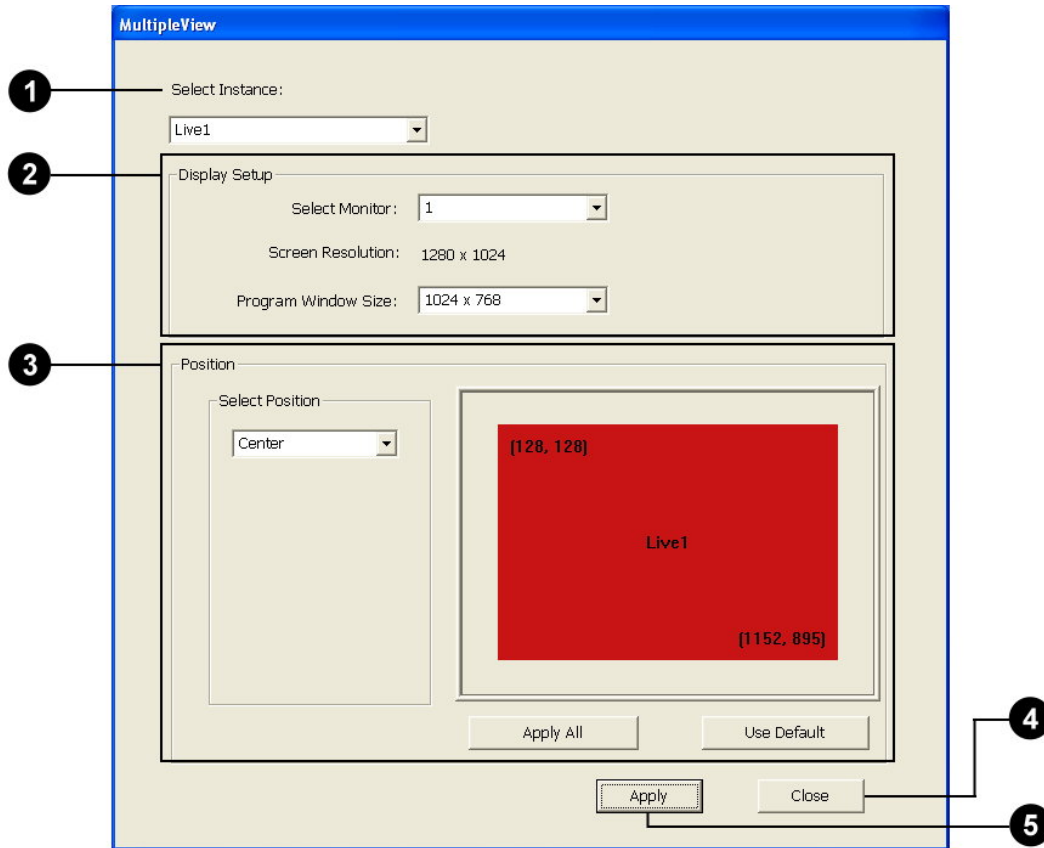 MultipleView
1
Select Instance:
Live1
2
Display Setup
Select Monitor: 1
Screen Resolution: 1280 x 1024
Program Window Size: 1024 x 768
3
Position
Select Position
Center
(128, 128)
Live1
(1152, 895)
Apply All Use Default
4
Apply Close
5